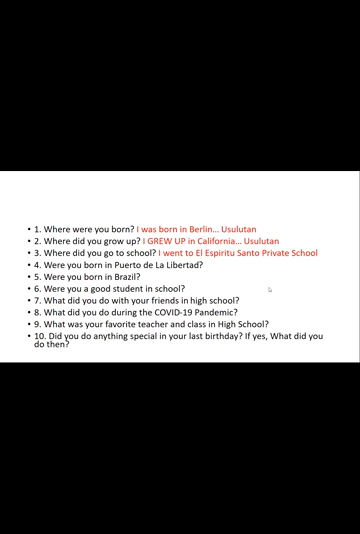 • 1. Where were you born? I was born in Berlin... Usulutan
• 2. Where did you grow up? I GREW UP in California... Usulutan
• 3. Where did you go to school? I went to El Espiritu Santo Private School
• 4. Were you born in Puerto de La Libertad?
• 5. Were you born in Brazil?
• 6. Were you a good student in school?
• 7. What did you do with your friends in high school?
• 8. What did you do during the COVID-19 Pandemic?
• 9. What was your favorite teacher and class in High School?
• 10. Did you do anything special in your last birthday? If yes, What did you
do then?